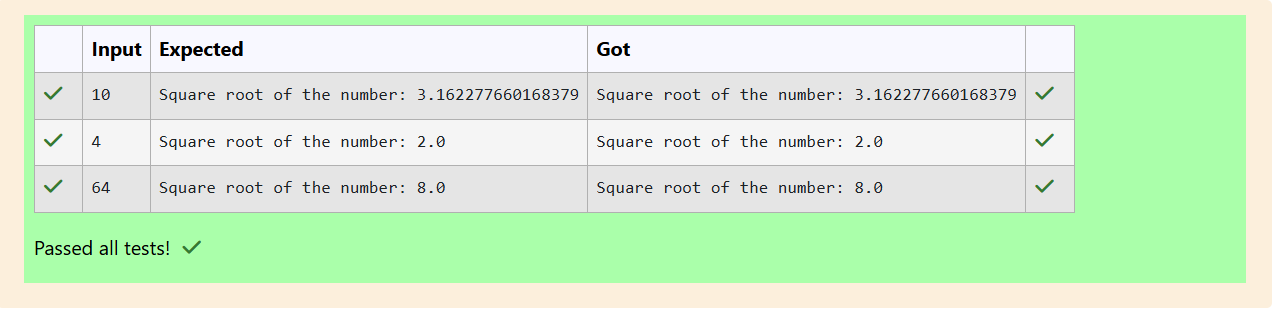 Input Expected Got
10 Square root of the number: 3.162277660168379 Square root of the number: 3.162277660168379
4 Square root of the number: 2.0 Square root of the number: 2.0
64 Square root of the number: 8.0 Square root of the number: 8.0
Passed all tests!